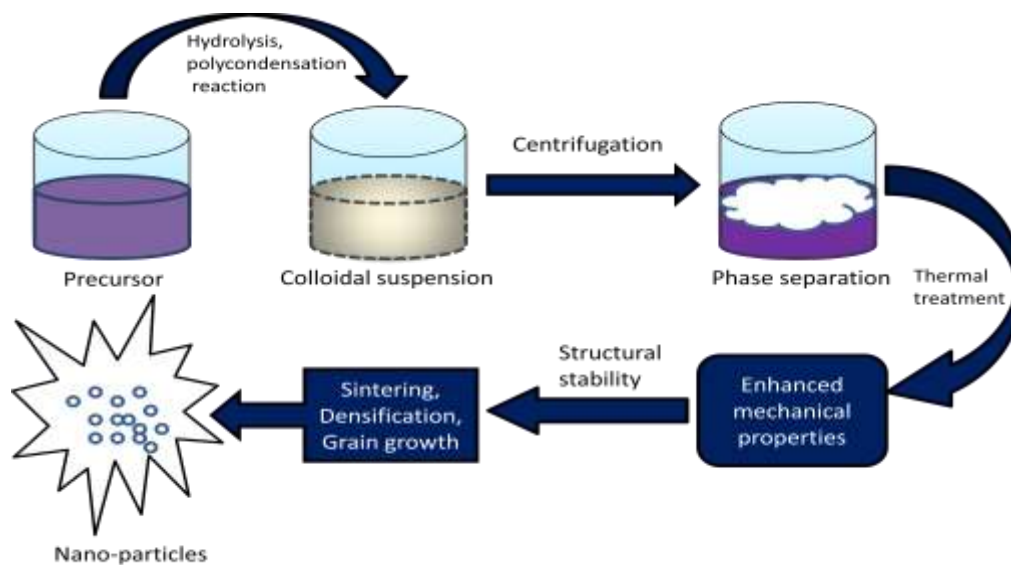 Hydrolysis,
polycondensation
reaction
Precursor
Colloidal suspension
Centrifugation
Phase separation
Thermal
treatment
Enhanced
mechanical
properties
Structural
stability
Sintering,
Densification,
Grain growth
Nano-particles